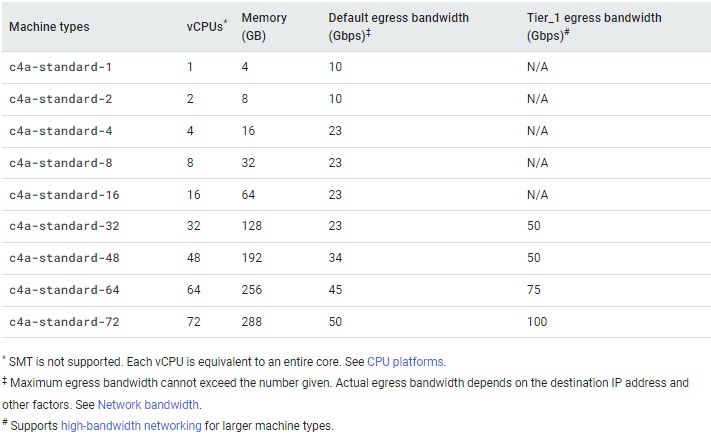 Machine types vCPUs* Memory (GB) Default egress bandwidth (Gbps)‡ Tier_1 egress bandwidth (Gbps)#
c4a-standard-1 1 4 10 N/A
c4a-standard-2 2 8 10 N/A
c4a-standard-4 4 16 23 N/A
c4a-standard-8 8 32 23 N/A
c4a-standard-16 16 64 23 N/A
c4a-standard-32 32 128 23 50
c4a-standard-48 48 192 34 50
c4a-standard-64 64 256 45 75
c4a-standard-72 72 288 50 100
* SMT is not supported. Each vCPU is equivalent to an entire core. See CPU platforms.
‡ Maximum egress bandwidth cannot exceed the number given. Actual egress bandwidth depends on the destination IP address and
other factors. See Network bandwidth.
# Supports high-bandwidth networking for larger machine types.